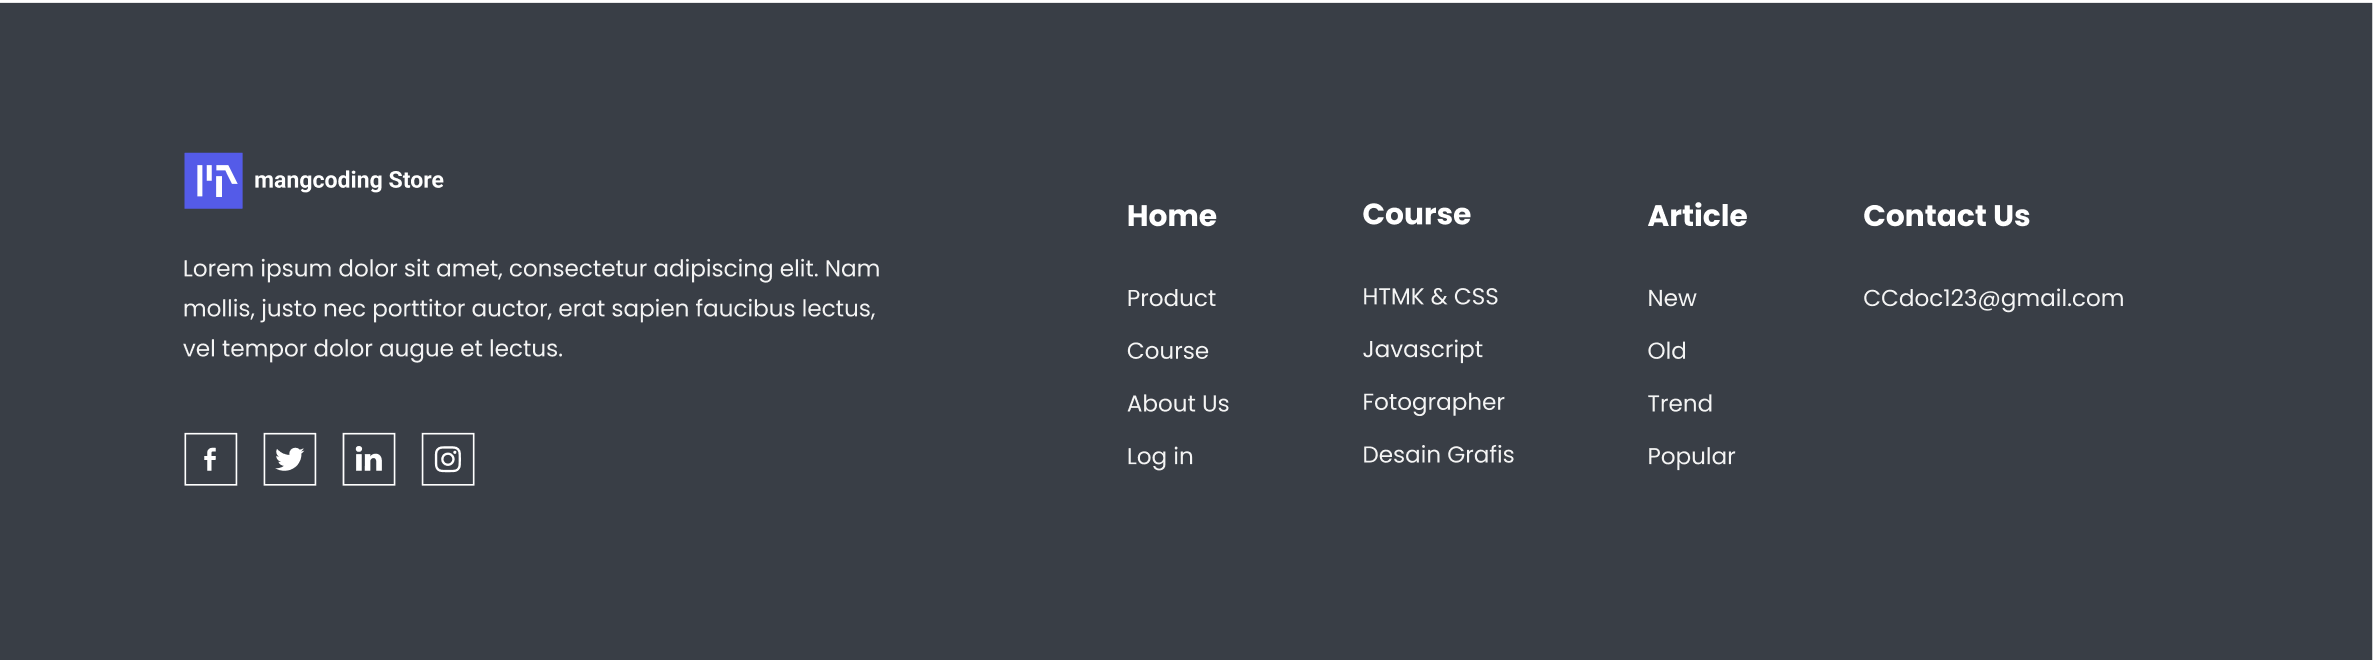 mangcoding Store
Lorem ipsum dolor sit amet, consectetur adipiscing elit. Nam
mollis, justo nec porttitor auctor, erat sapien faucibus lectus,
vel tempor dolor augue et lectus.
Home
Product
Course
About Us
Log in
Course
HTMK & CSS
Javascript
Fotographer
Desain Grafis
Article
New
Old
Trend
Popular
Contact Us
CCdoc123@gmail.com